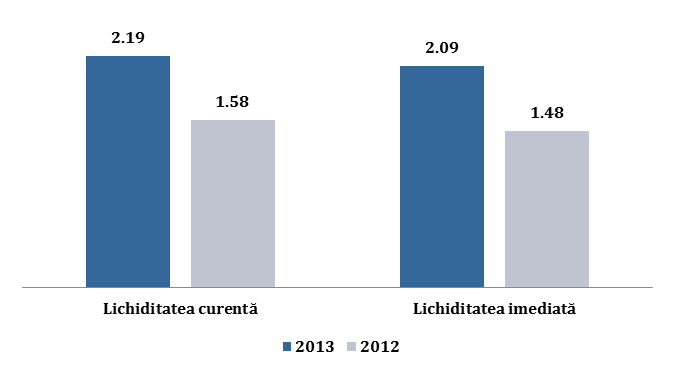 2.19
1.58
2.09
1.48
Lichiditatea curentă
Lichiditatea imediată
2013 2012